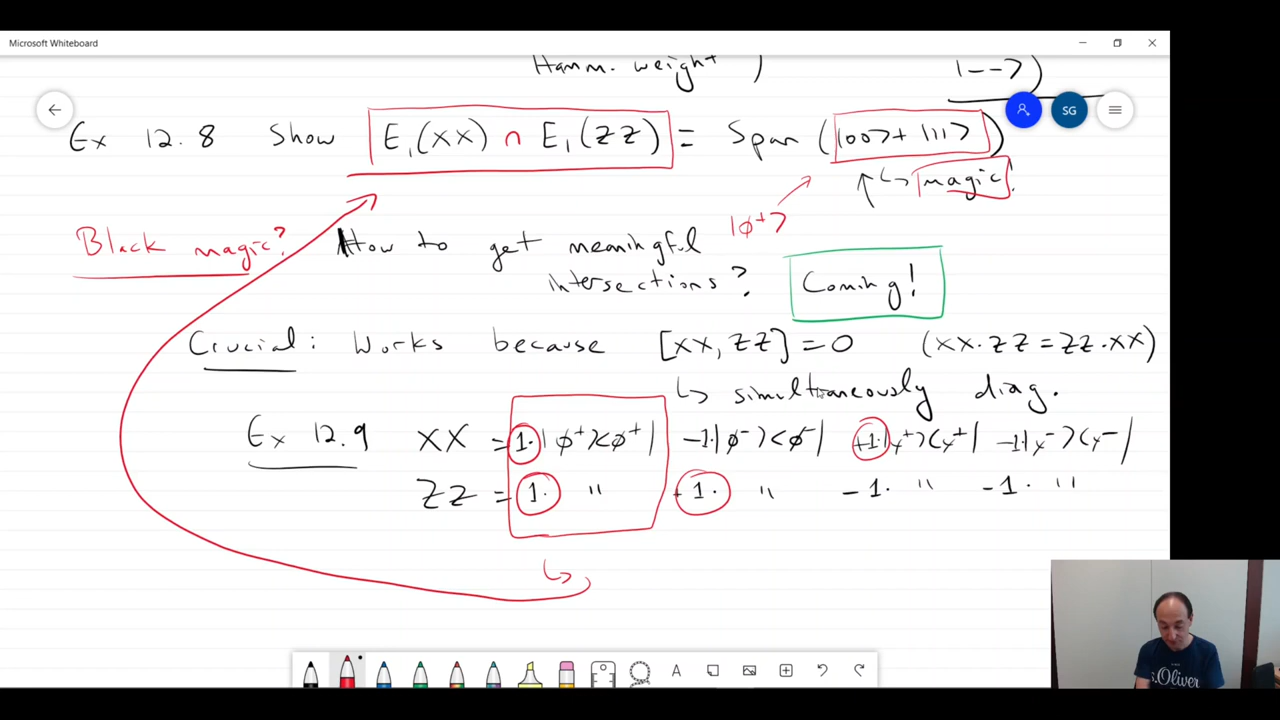 Microsoft Whiteboard
Hamm. weight )
|--⟩)
SG
Ex 12.8 Show E₁(XX) ∩ E₁(ZZ) = Span (|00⟩+|11⟩)
↑ ↳ magic!
|ϕ⁺⟩
Black magic? How to get meaningful
intersections? Coming!
Crucial: Works because [XX, ZZ] = 0 (XX·ZZ = ZZ·XX)
↳ simultaneously diag.
Ex 12.9 XX = 1·|ϕ⁺⟩⟨ϕ⁺| -1·|ϕ⁻⟩⟨ϕ⁻| +1·|ψ⁺⟩⟨ψ⁺| -1·|ψ⁻⟩⟨ψ⁻|
ZZ = 1· " +1· " -1· " -1· "
↳
A
s.Oliver